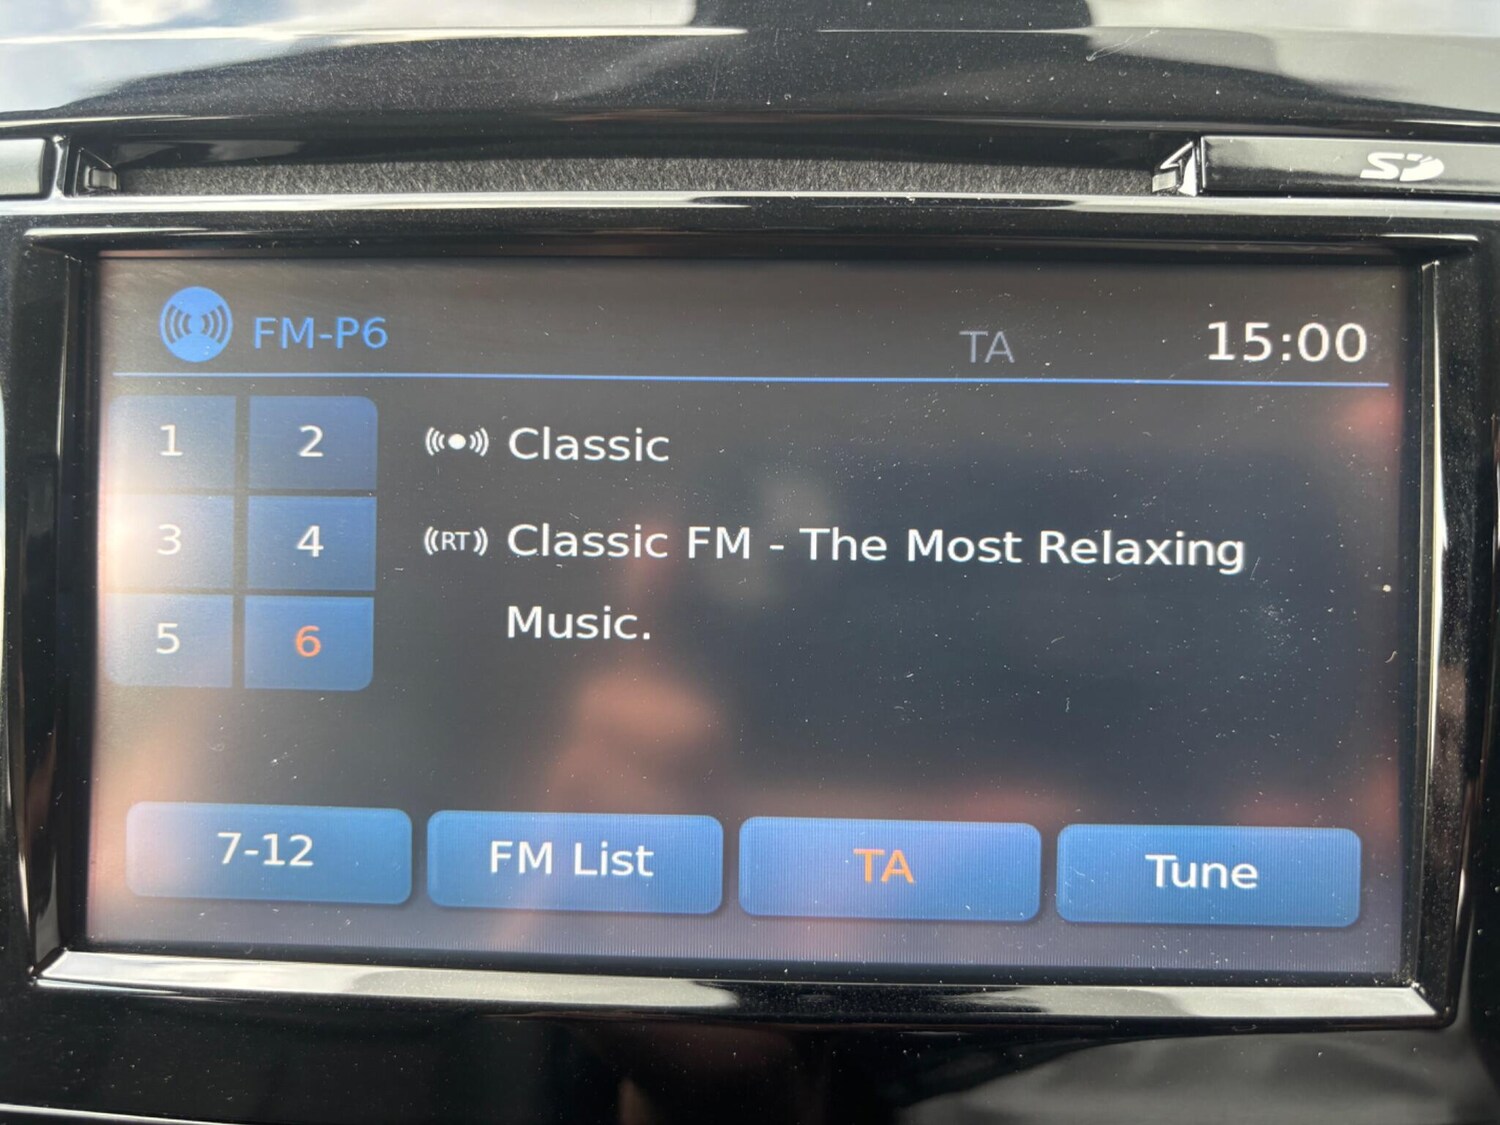 SD
FM-P6 TA 15:00
1 2 Classic
3 4 RT Classic FM - The Most Relaxing
5 6 Music.
7-12 FM List TA Tune